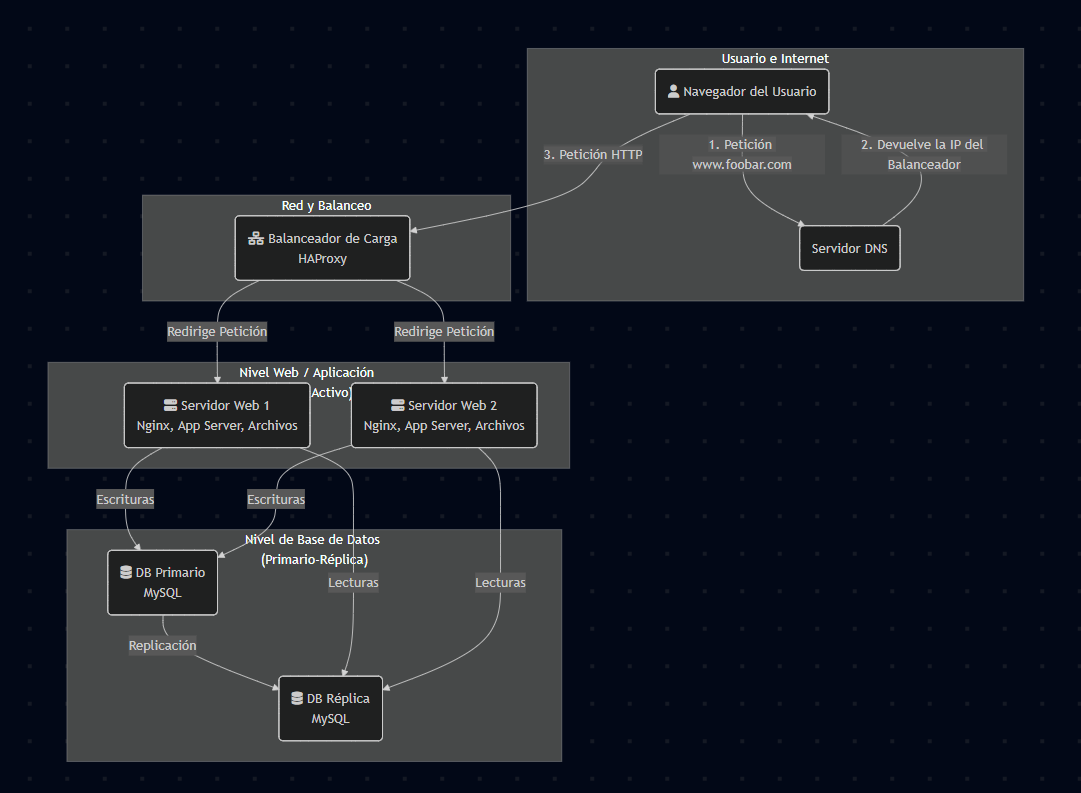 Usuario e Internet
Navegador del Usuario
3. Petición HTTP
1. Petición
www.foobar.com
2. Devuelve la IP del
Balanceador
Servidor DNS
Red y Balanceo
Balanceador de Carga
HAProxy
Redirige Petición
Redirige Petición
Nivel Web / Aplicación
Activo)
Servidor Web 1
Nginx, App Server, Archivos
Servidor Web 2
Nginx, App Server, Archivos
Escrituras
Escrituras
Nivel de Base de Datos
(Primario-Réplica)
DB Primario
MySQL
Lecturas
Lecturas
Replicación
DB Réplica
MySQL